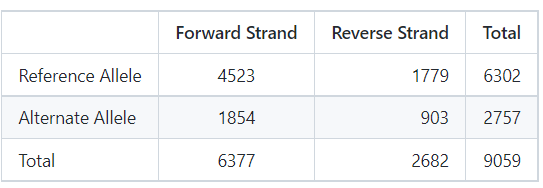 Forward Strand Reverse Strand Total
Reference Allele 4523 1779 6302
Alternate Allele 1854 903 2757
Total 6377 2682 9059